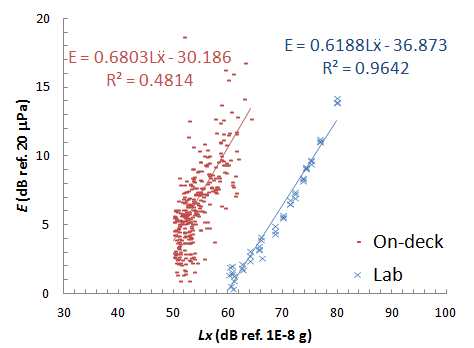 20
E = 0.6803Lẍ - 30.186
R² = 0.4814
E = 0.6188Lẍ - 36.873
R² = 0.9642
15
10
5
0
E (dB ref. 20 µPa)
On-deck
Lab
30 40 50 60 70 80 90 100
Lx (dB ref. 1E-8 g)